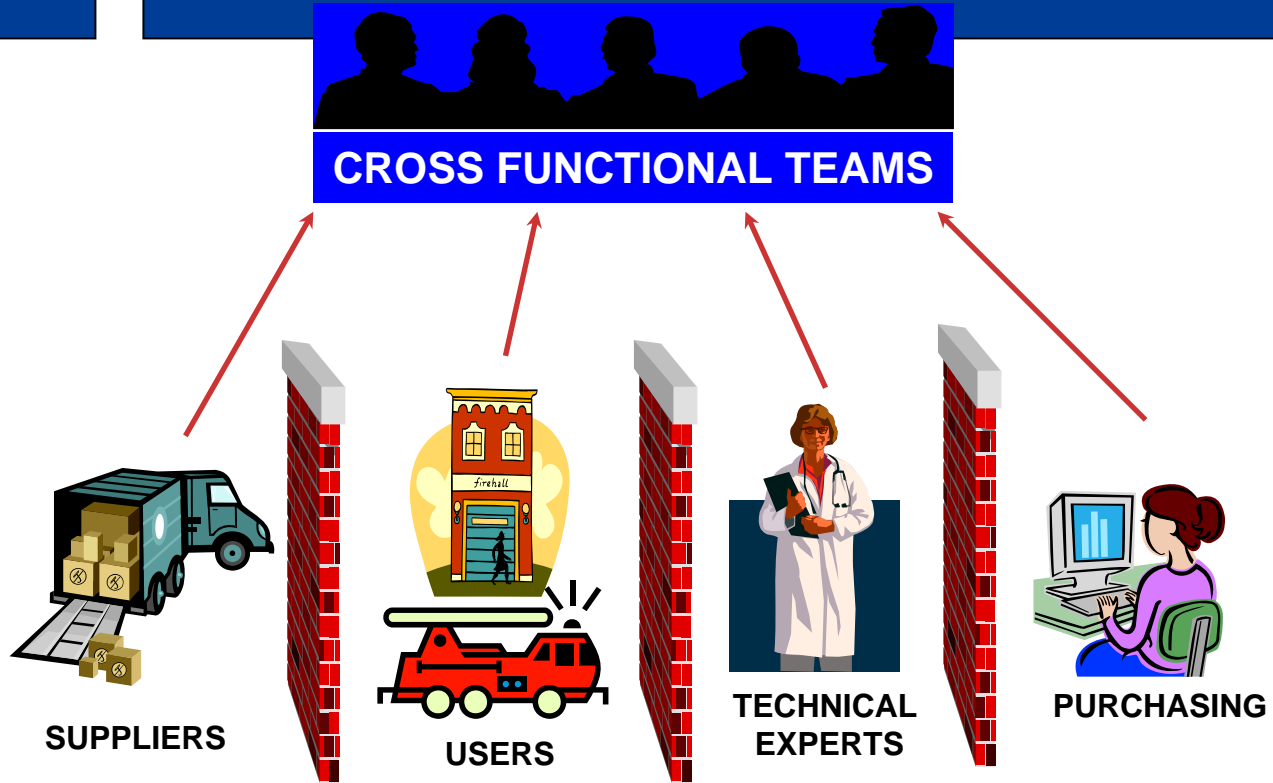 CROSS FUNCTIONAL TEAMS
firehall
SUPPLIERS
USERS
TECHNICAL
EXPERTS
PURCHASING